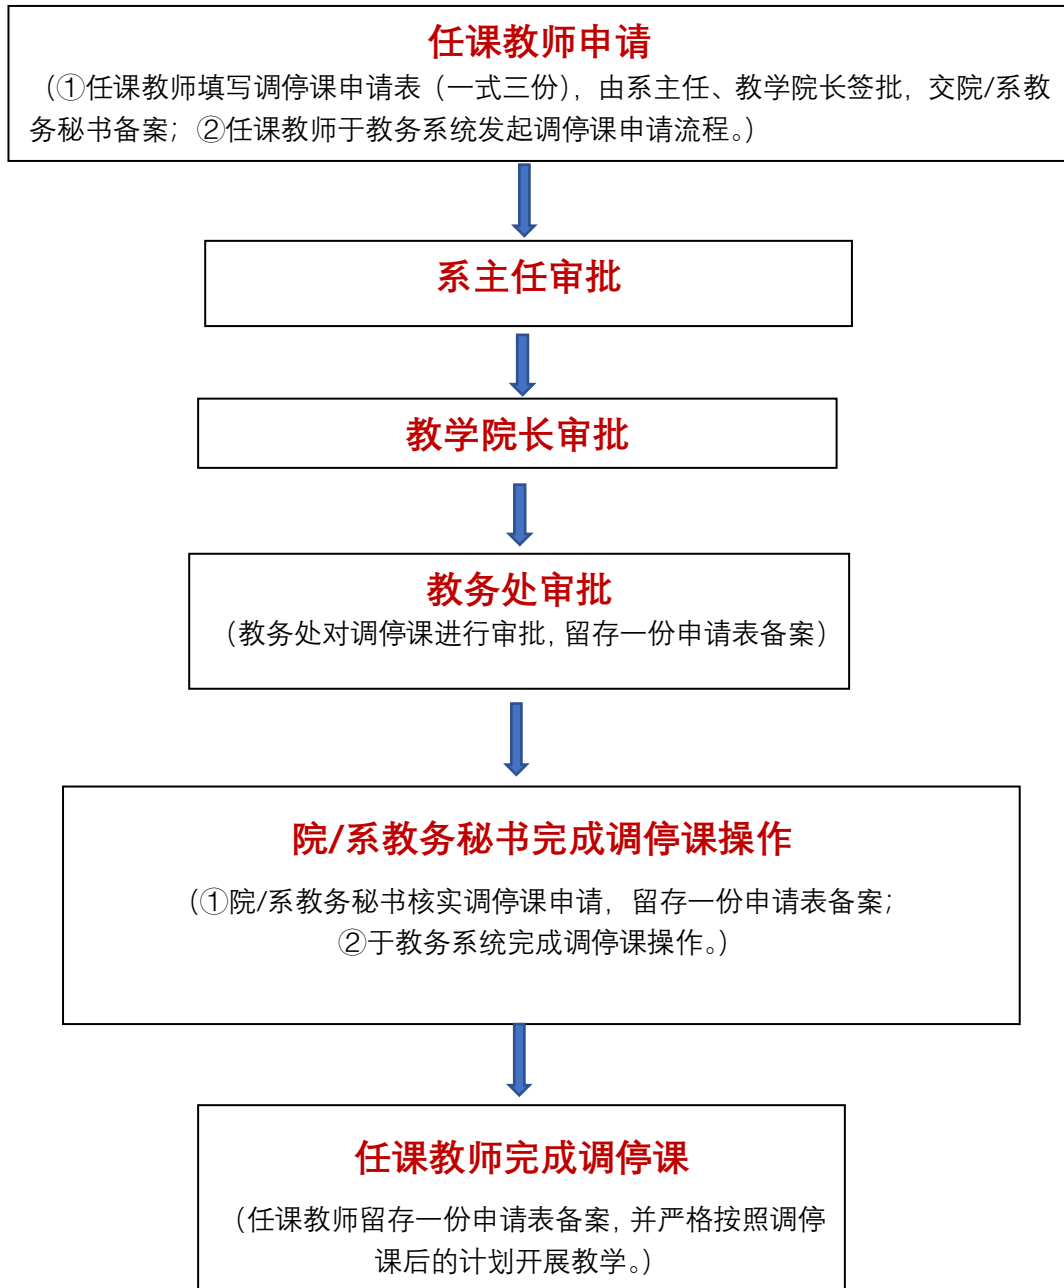 任课教师申请
（①任课教师填写调停课申请表（一式三份），由系主任、教学院长签批，交院/系教
务秘书备案；②任课教师于教务系统发起调停课申请流程。）
系主任审批
教学院长审批
教务处审批
（教务处对调停课进行审批，留存一份申请表备案）
院/系教务秘书完成调停课操作
（①院/系教务秘书核实调停课申请，留存一份申请表备案；
②于教务系统完成调停课操作。）
任课教师完成调停课
（任课教师留存一份申请表备案，并严格按照调停
课后的计划开展教学。）